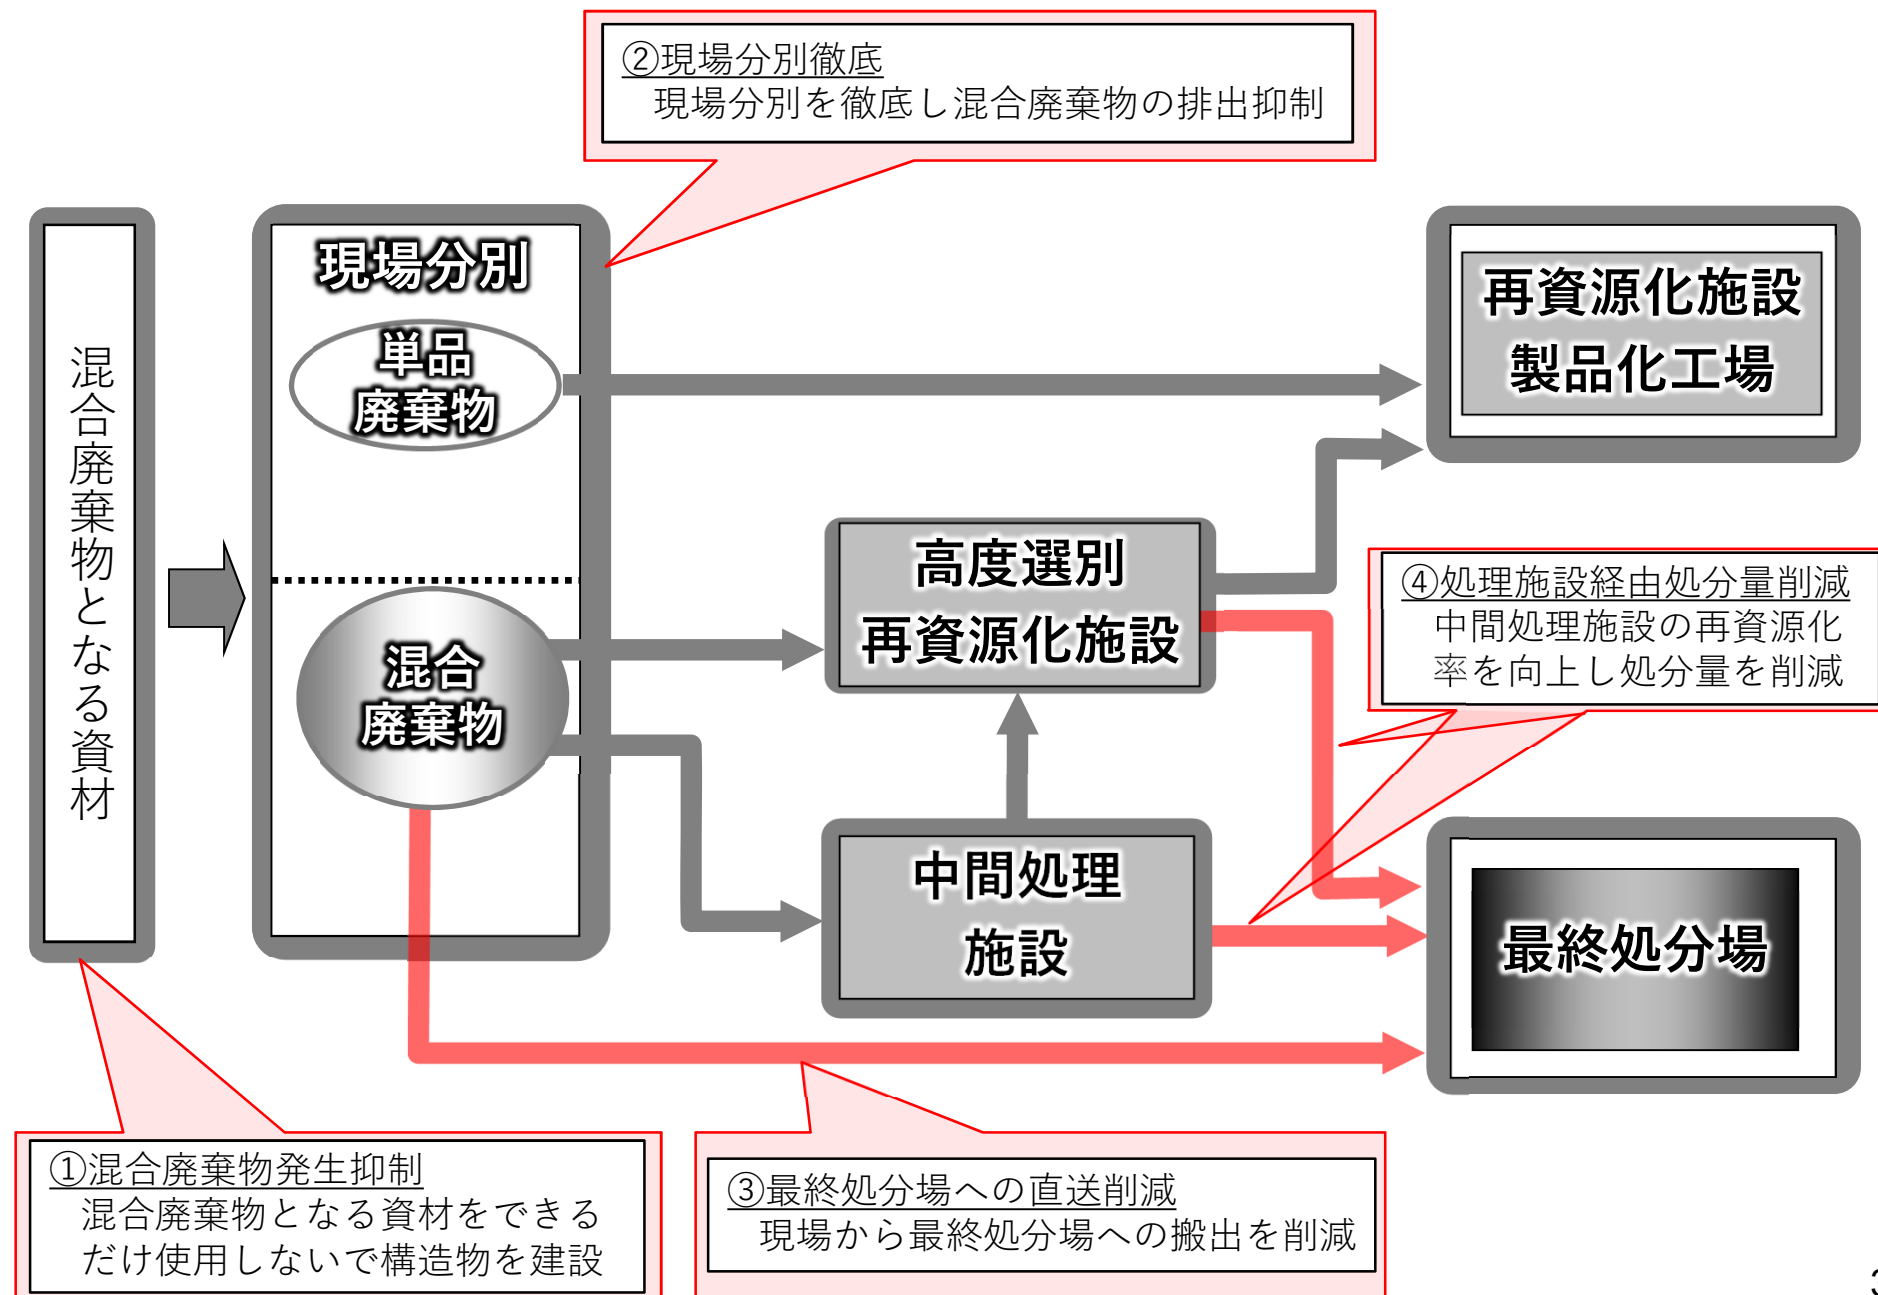 ②現場分別徹底
現場分別を徹底し混合廃棄物の排出抑制
混合廃棄物となる資材
現場分別
単品
廃棄物
混合
廃棄物
再資源化施設
製品化工場
高度選別
再資源化施設
④処理施設経由処分量削減
中間処理施設の再資源化
率を向上し処分量を削減
中間処理
施設
最終処分場
①混合廃棄物発生抑制
混合廃棄物となる資材をできる
だけ使用しないで構造物を建設
③最終処分場への直送削減
現場から最終処分場への搬出を削減